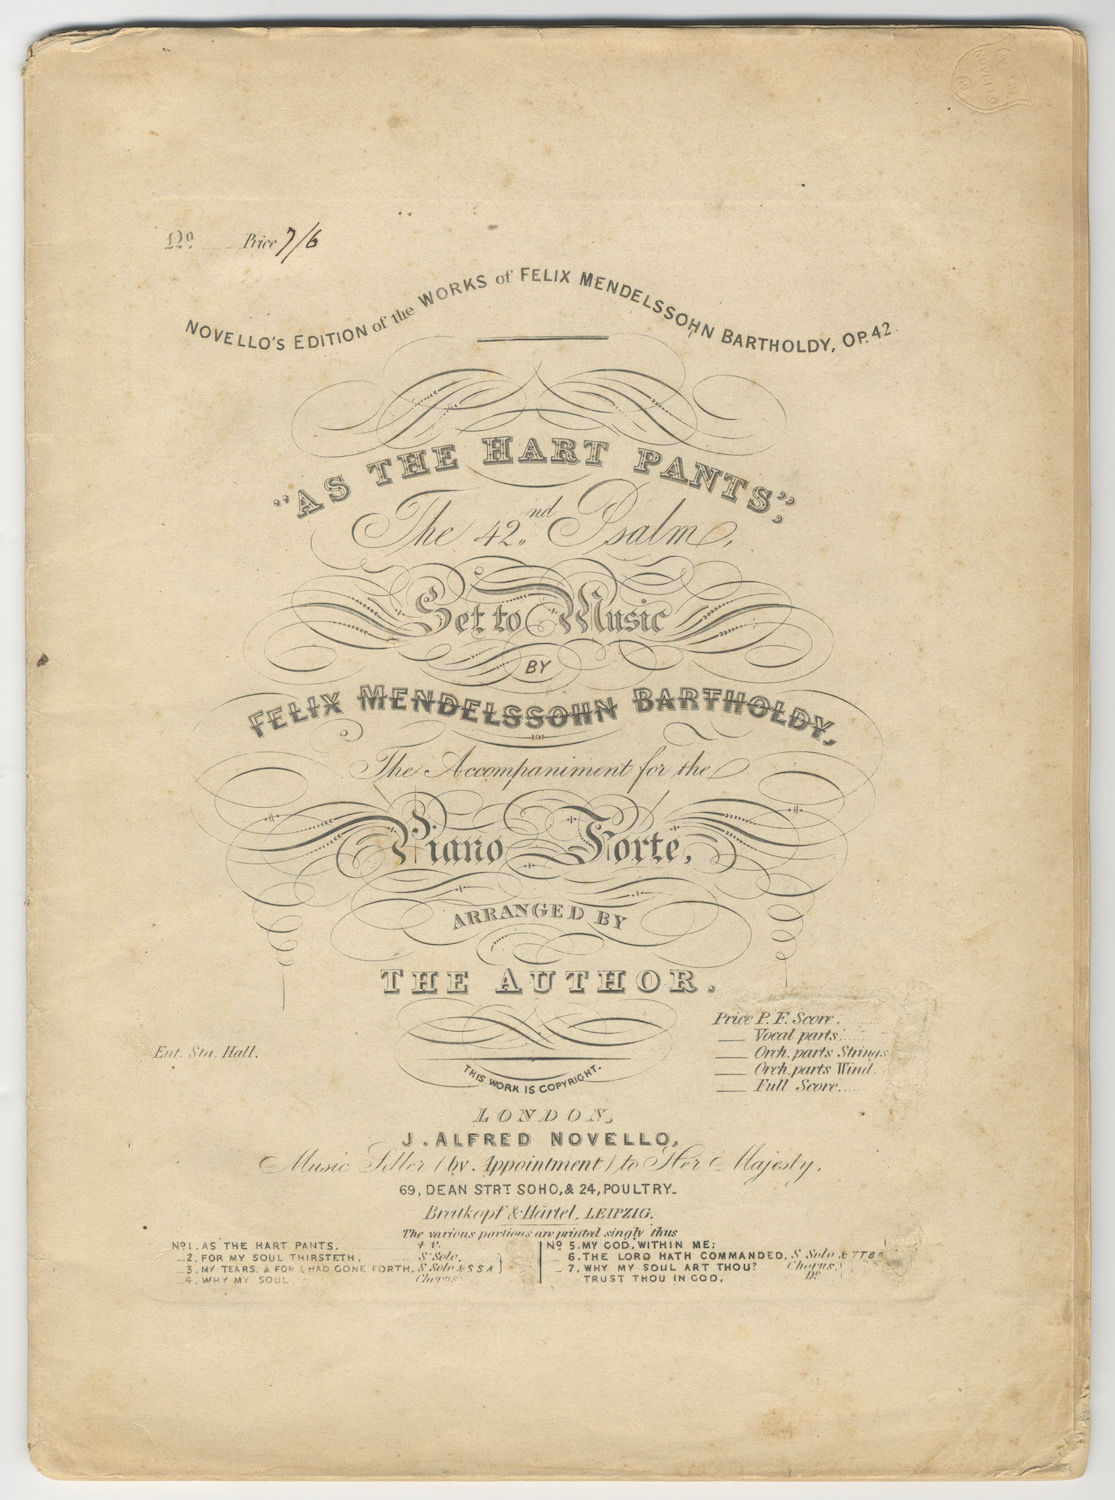 No. Price 7/6
NOVELLO'S EDITION of the WORKS of FELIX MENDELSSOHN BARTHOLDY, OP. 42.
"AS THE HART PANTS",
The 42nd Psalm,
Set to Music
BY
FELIX MENDELSSOHN BARTHOLDY,
The Accompaniment for the
Piano Forte,
ARRANGED BY
THE AUTHOR.
Price P. F. Score.
Vocal parts.
Orch. parts Strings
Orch. parts Wind.
Full Score.
Ent. Sta. Hall.
THIS WORK IS COPYRIGHT.
LONDON,
J. ALFRED NOVELLO,
Music Seller (by Appointment) to Her Majesty,
69, DEAN STRT SOHO, & 24, POULTRY.
Breitkopf & Härtel, LEIPZIG.
The various portions are printed singly thus
No 1. AS THE HART PANTS. 4 V.
2. FOR MY SOUL THIRSTETH. S. Solo.
3. MY TEARS. & FOR I HAD GONE FORTH. S. Solo & SSA
4. WHY MY SOUL. Chorus
No 5. MY GOD, WITHIN ME;
6. THE LORD HATH COMMANDED. S. Solo & TTBB
7. WHY MY SOUL ART THOU? Chorus.
TRUST THOU IN GOD. Do